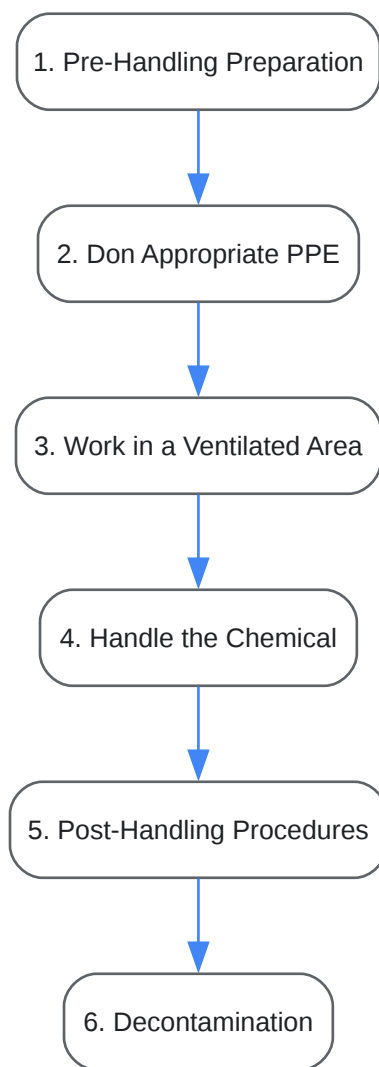 1. Pre-Handling Preparation
2. Don Appropriate PPE
3. Work in a Ventilated Area
4. Handle the Chemical
5. Post-Handling Procedures
6. Decontamination